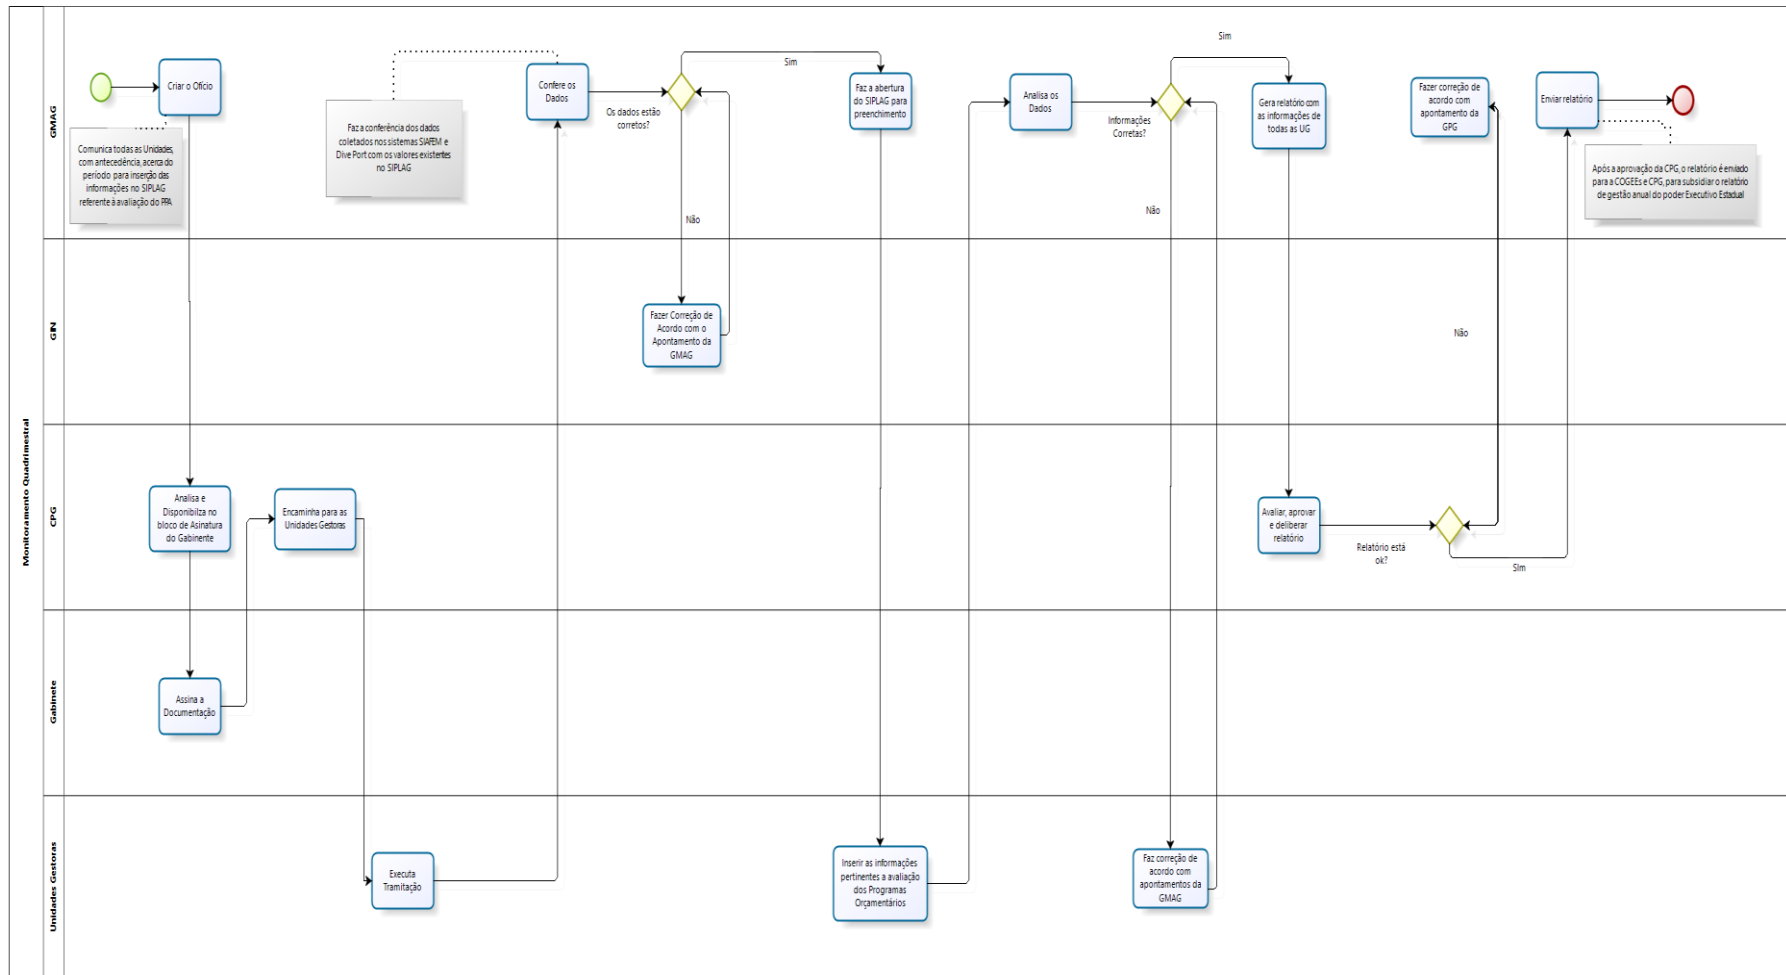 Monitoramento Quadrimestral
GMAG
Criar o Ofício
Comunica todas as Unidades,
com antecedência, acerca do
período para inserção das
informações no SIPLAG
referente à avaliação do PPA
Faz a conferência dos dados
coletados nos sistemas SIAFEM e
Dive Port com os valores existentes
no SIPLAG
Confere os
Dados
Os dados estão
corretos?
Sim
Não
Faz a abertura
do SIPLAG para
preenchimento
Analisa os
Dados
Informações
Corretas?
Sim
Não
Gera relatório com
as informações de
todas as UG
Fazer correção de
acordo com
apontamento da
GPG
Enviar relatório
Após a aprovação da CPG, o relatório é enviado
para a COGEEs e CPG, para subsidiar o relatório
de gestão anual do poder Executivo Estadual
GIN
Fazer Correção de
Acordo com o
Apontamento da
GMAG
Não
CPG
Analisa e
Disponibilza no
bloco de Asinatura
do Gabinente
Encaminha para as
Unidades Gestoras
Avaliar, aprovar
e deliberar
relatório
Relatório está
ok?
SIm
Gabinete
Assina a
Documentação
Unidades Gestoras
Executa
Tramitação
Inserir as informações
pertinentes a avaliação
dos Programas
Orçamentários
Faz correção de
acordo com
apontamentos da
GMAG